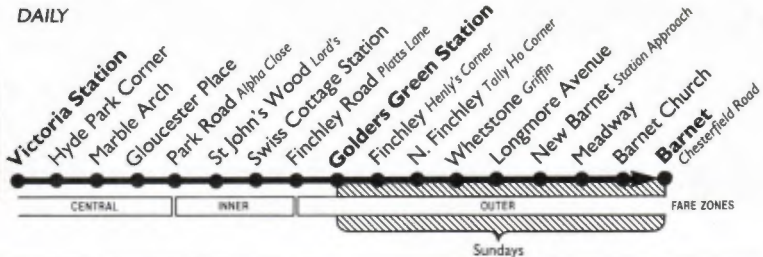 DAILY
Victoria Station
Hyde Park Corner
Marble Arch
Gloucester Place
Park Road Alpha Close
St John's Wood Lord's
Swiss Cottage Station
Finchley Road Platts Lane
Golders Green Station
Finchley Henly's Corner
N. Finchley Tally Ho Corner
Whetstone Griffin
Longmore Avenue
New Barnet Station Approach
Meadway
Barnet Church
Barnet
Chesterfield Road
CENTRAL INNER OUTER FARE ZONES
Sundays